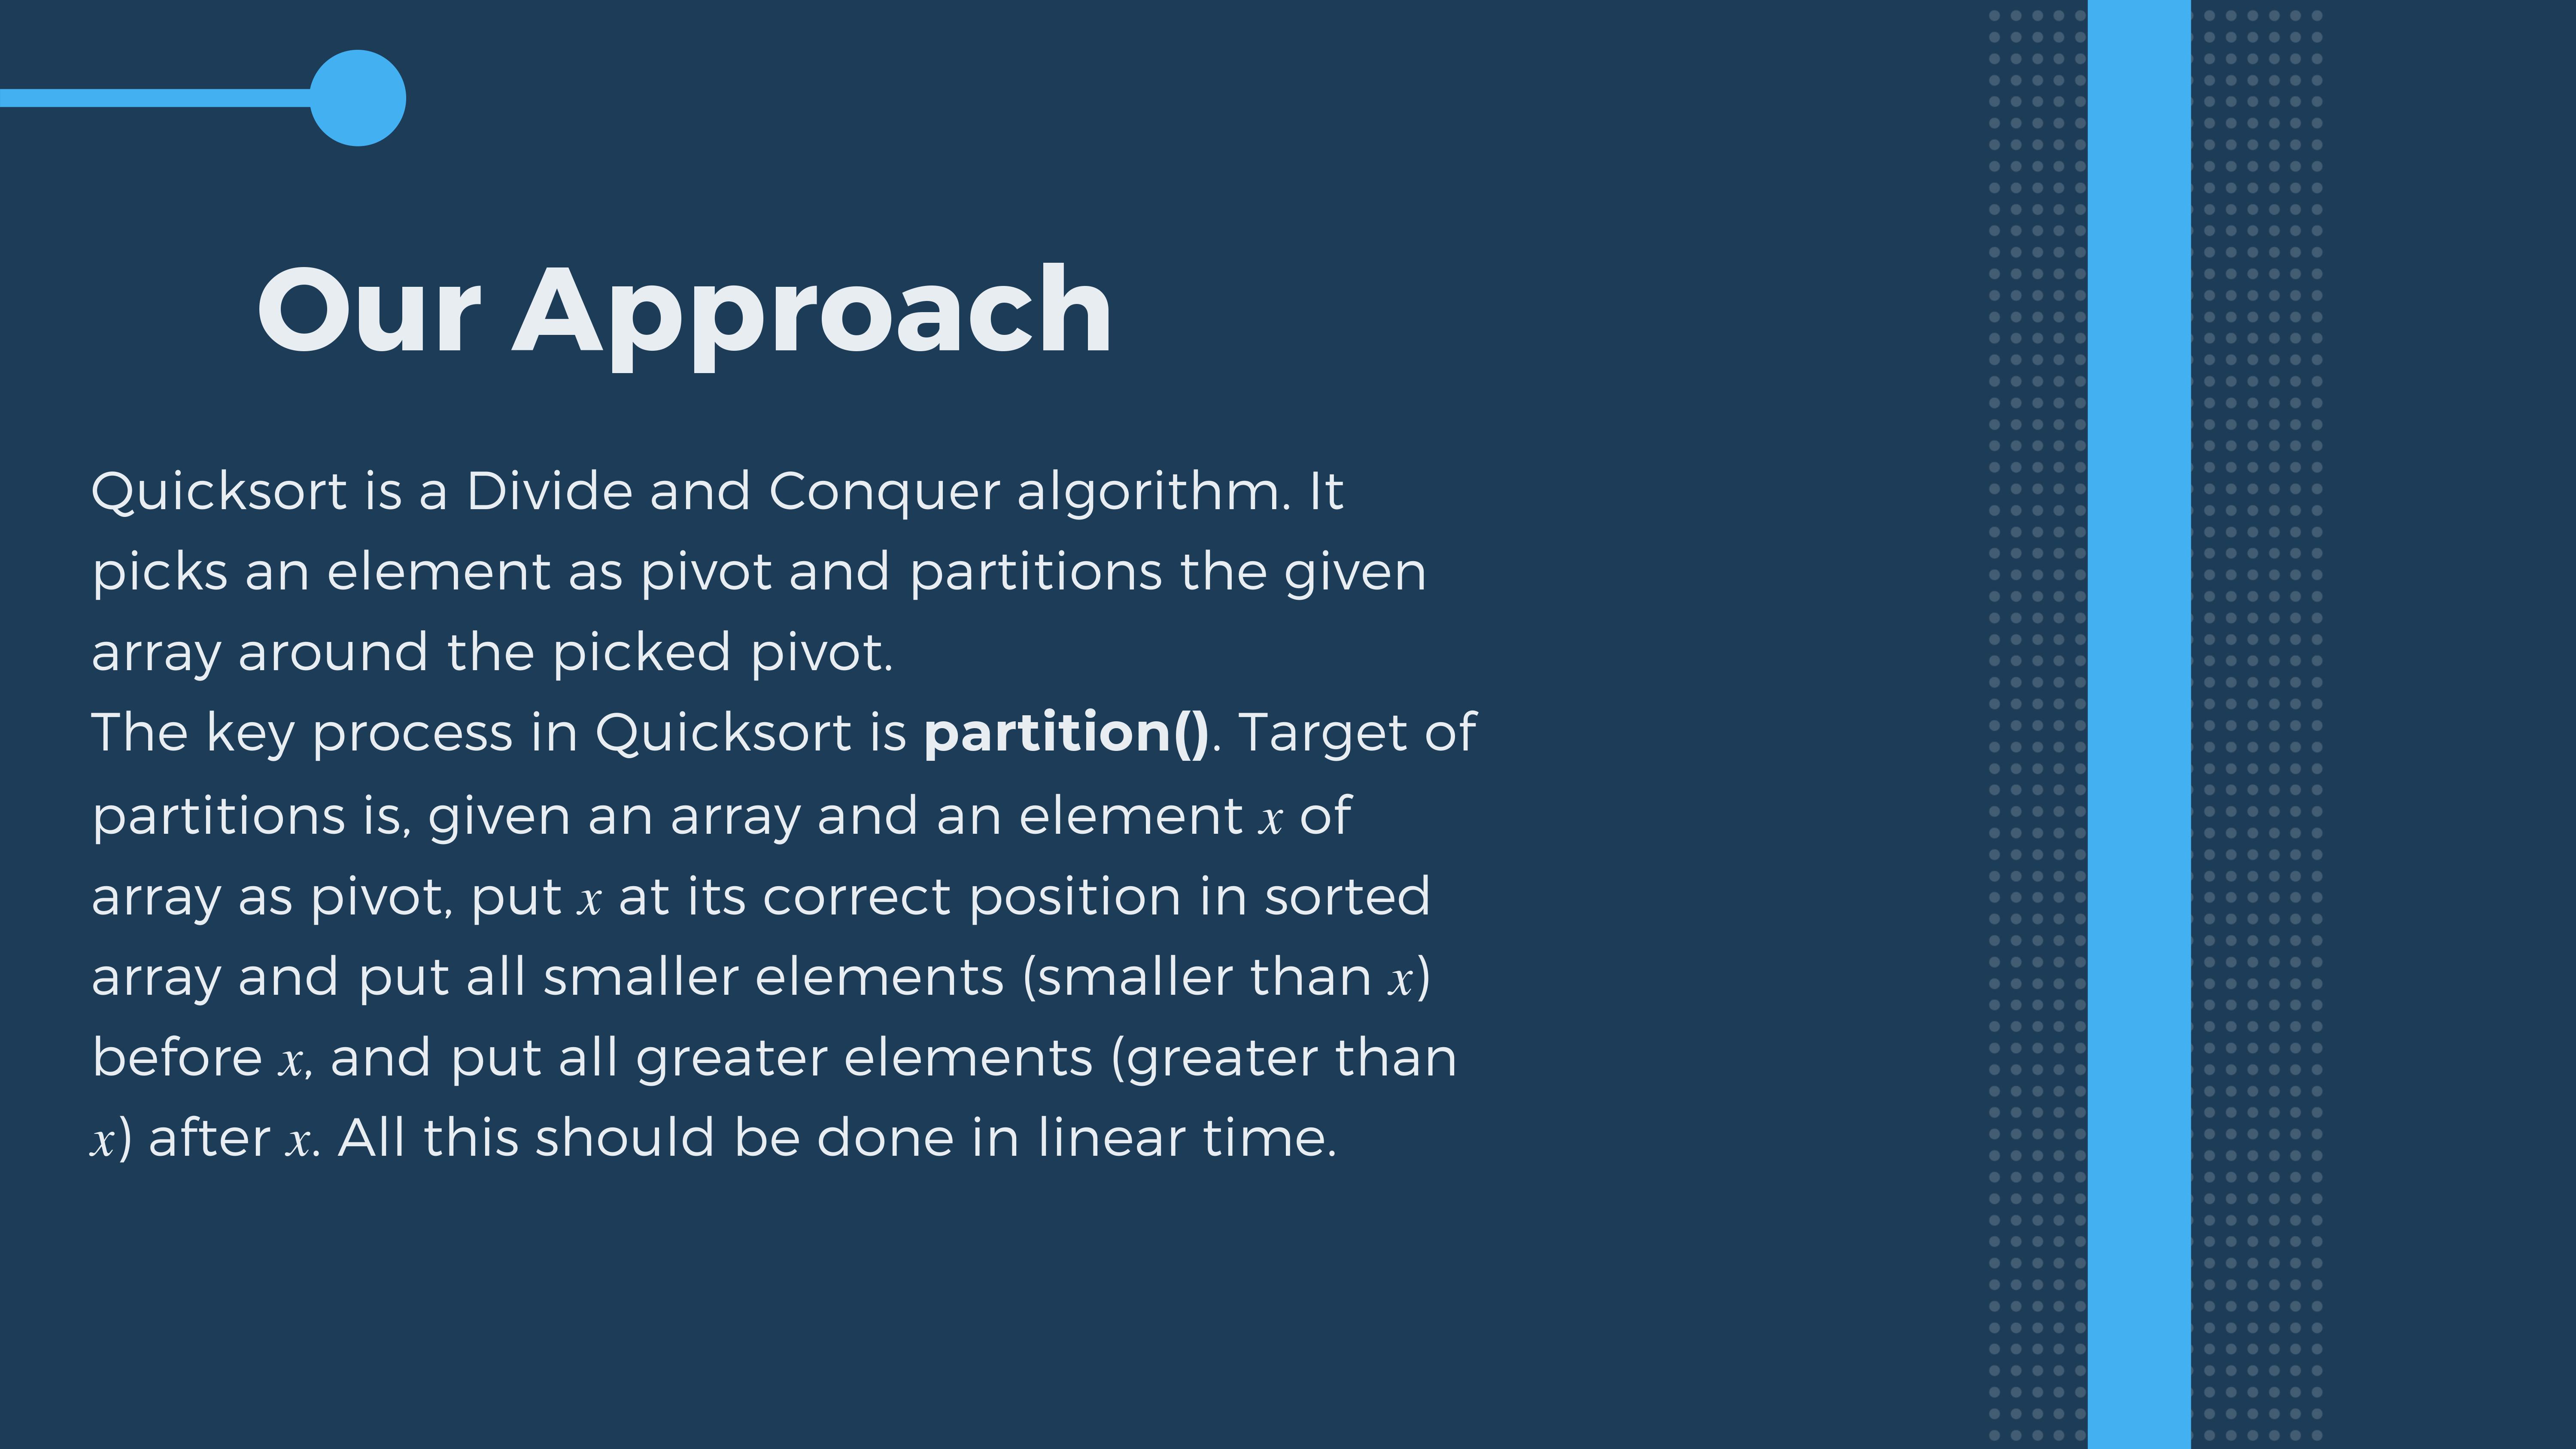 Our Approach
Quicksort is a Divide and Conquer algorithm. It
picks an element as pivot and partitions the given
array around the picked pivot.
The key process in Quicksort is partition(). Target of
partitions is, given an array and an element x of
array as pivot, put x at its correct position in sorted
array and put all smaller elements (smaller than x)
before x, and put all greater elements (greater than
x) after x. All this should be done in linear time.